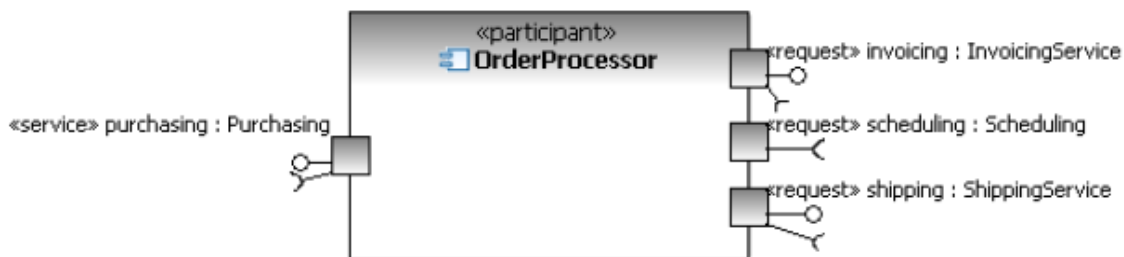 «participant»
OrderProcessor
«request» invoicing : InvoicingService
«service» purchasing : Purchasing
«request» scheduling : Scheduling
«request» shipping : ShippingService